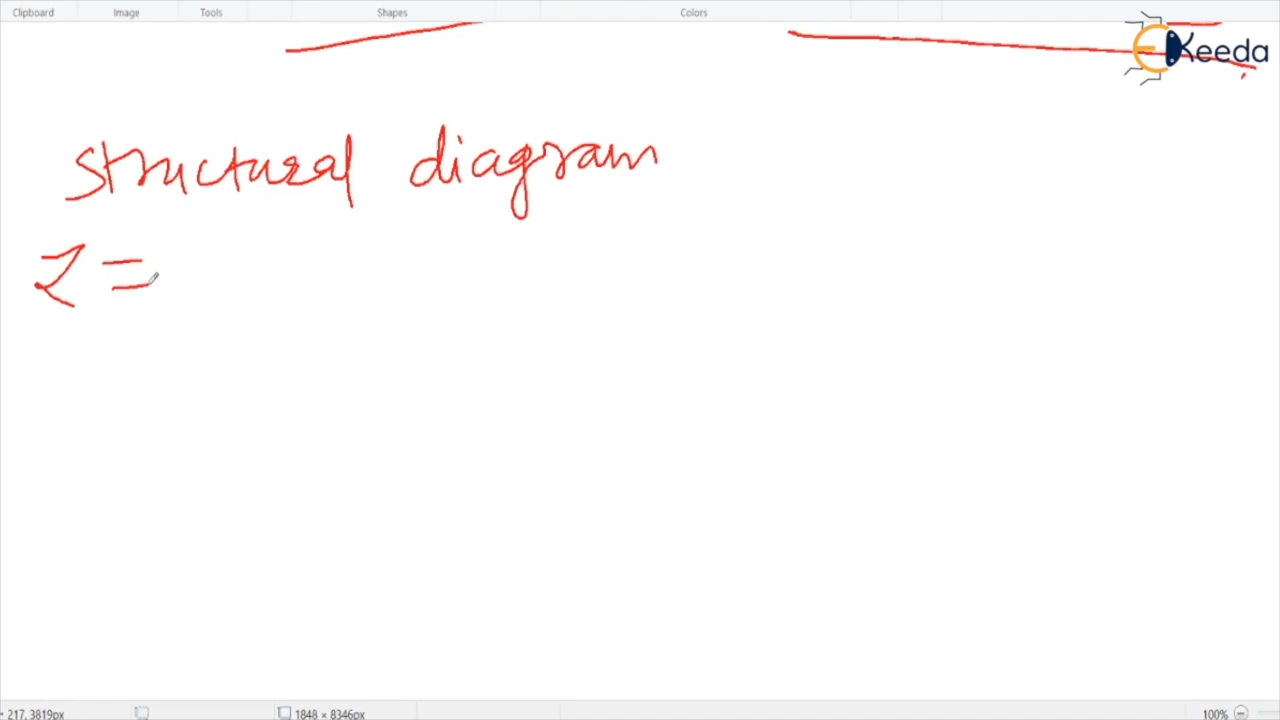 Clipboard Image Tools Shapes Colors
Keeda
Structural diagram
Z =
217, 3819px 1848 × 8346px 100%